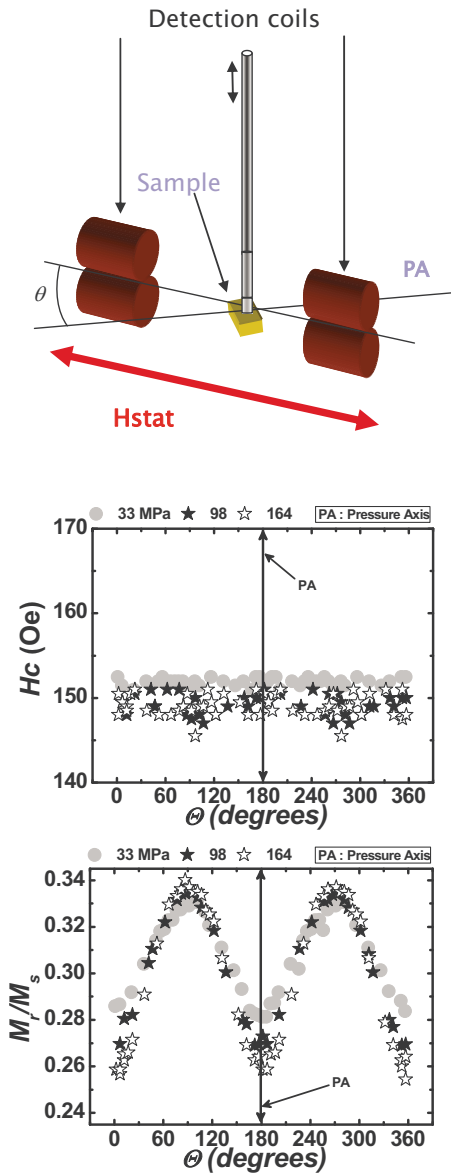 Detection coils
Sample
PA
θ
Hstat
33 MPa 98 164 PA : Pressure Axis
170
160
150
140
Hc (Oe)
PA
0 60 120 180 240 300 360
Θ (degrees)
33 MPa 98 164 PA : Pressure Axis
0.34
0.32
0.30
0.28
0.26
0.24
Mr/Ms
PA
0 60 120 180 240 300 360
Θ (degrees)